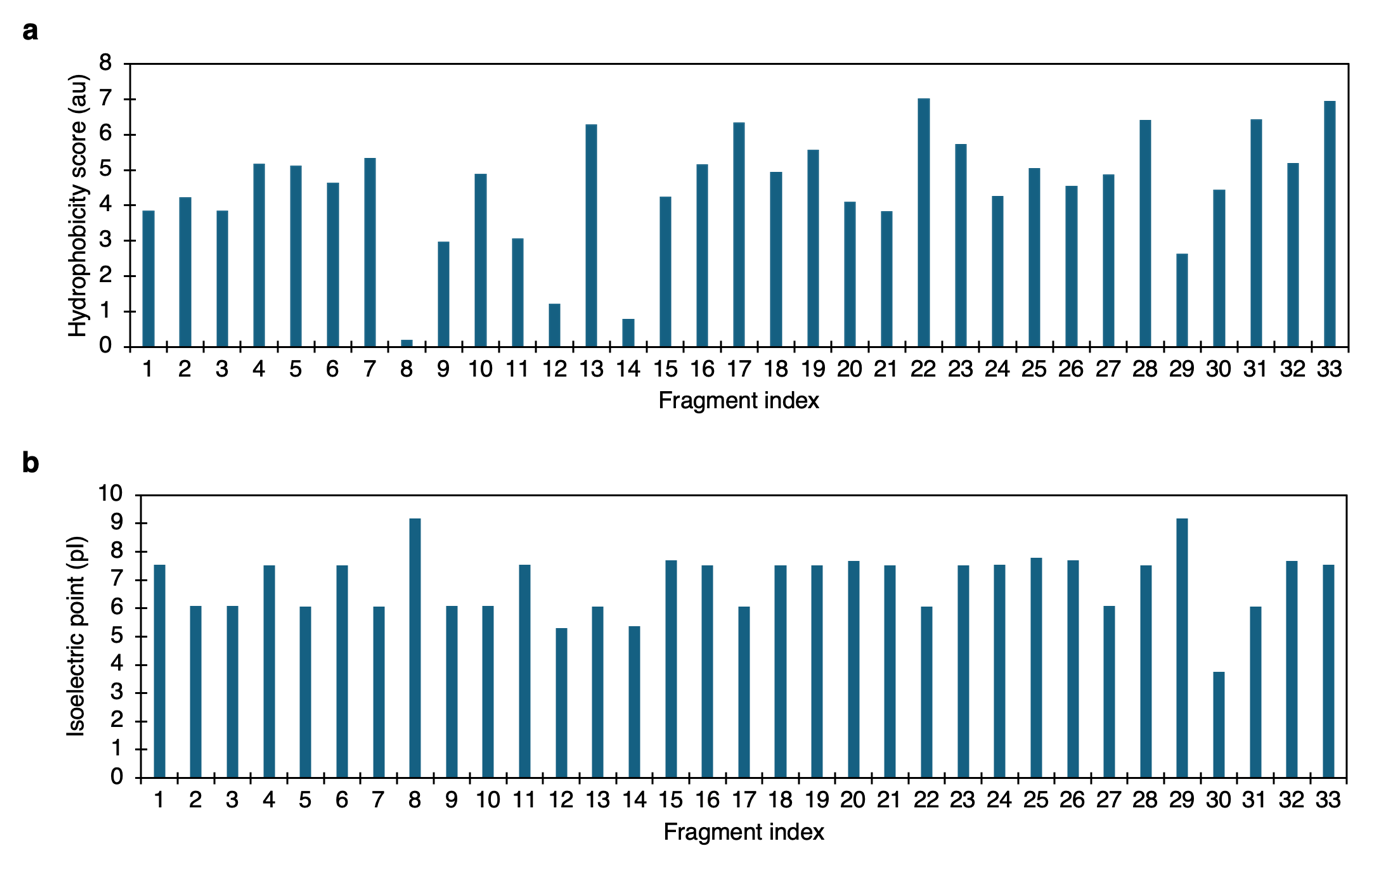 a
Hydrophobicity score (au)
8
7
6
5
4
3
2
1
0
1 2 3 4 5 6 7 8 9 10 11 12 13 14 15 16 17 18 19 20 21 22 23 24 25 26 27 28 29 30 31 32 33
Fragment index
b
Isoelectric point (pI)
10
9
8
7
6
5
4
3
2
1
0
1 2 3 4 5 6 7 8 9 10 11 12 13 14 15 16 17 18 19 20 21 22 23 24 25 26 27 28 29 30 31 32 33
Fragment index